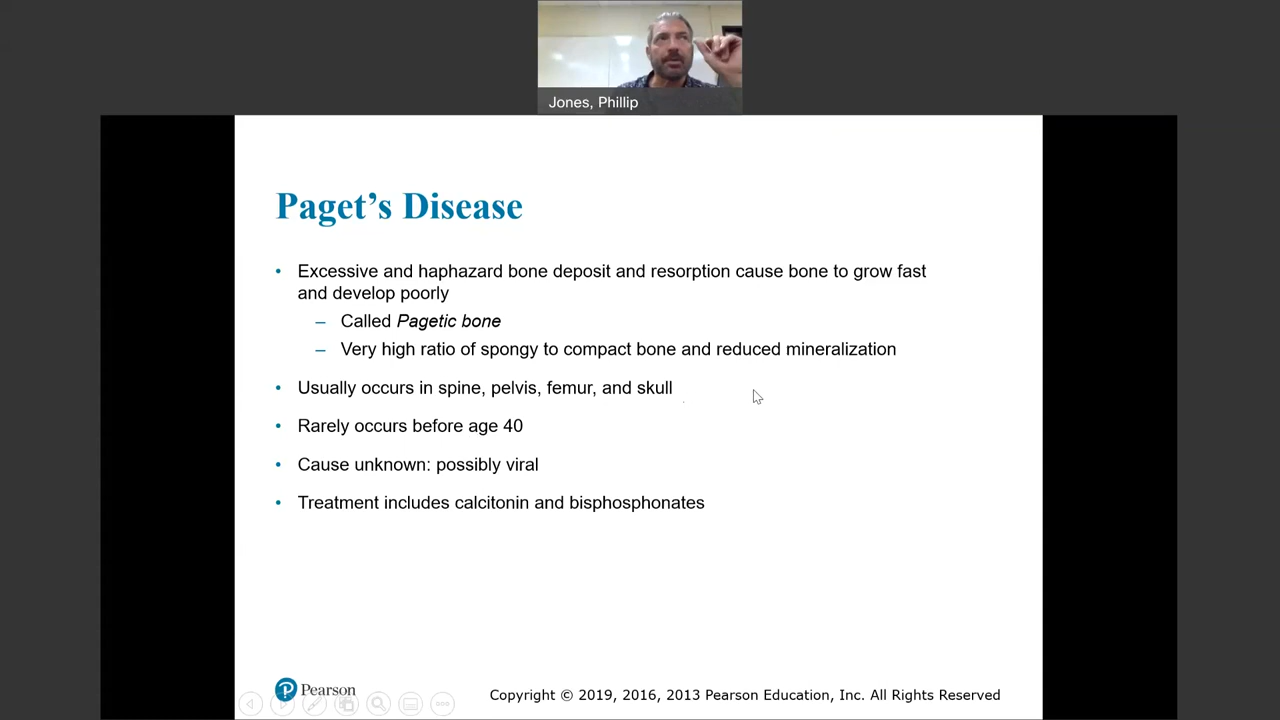 Jones, Phillip
Paget’s Disease
• Excessive and haphazard bone deposit and resorption cause bone to grow fast
and develop poorly
– Called Pagetic bone
– Very high ratio of spongy to compact bone and reduced mineralization
• Usually occurs in spine, pelvis, femur, and skull
• Rarely occurs before age 40
• Cause unknown: possibly viral
• Treatment includes calcitonin and bisphosphonates
P Pearson
Copyright © 2019, 2016, 2013 Pearson Education, Inc. All Rights Reserved